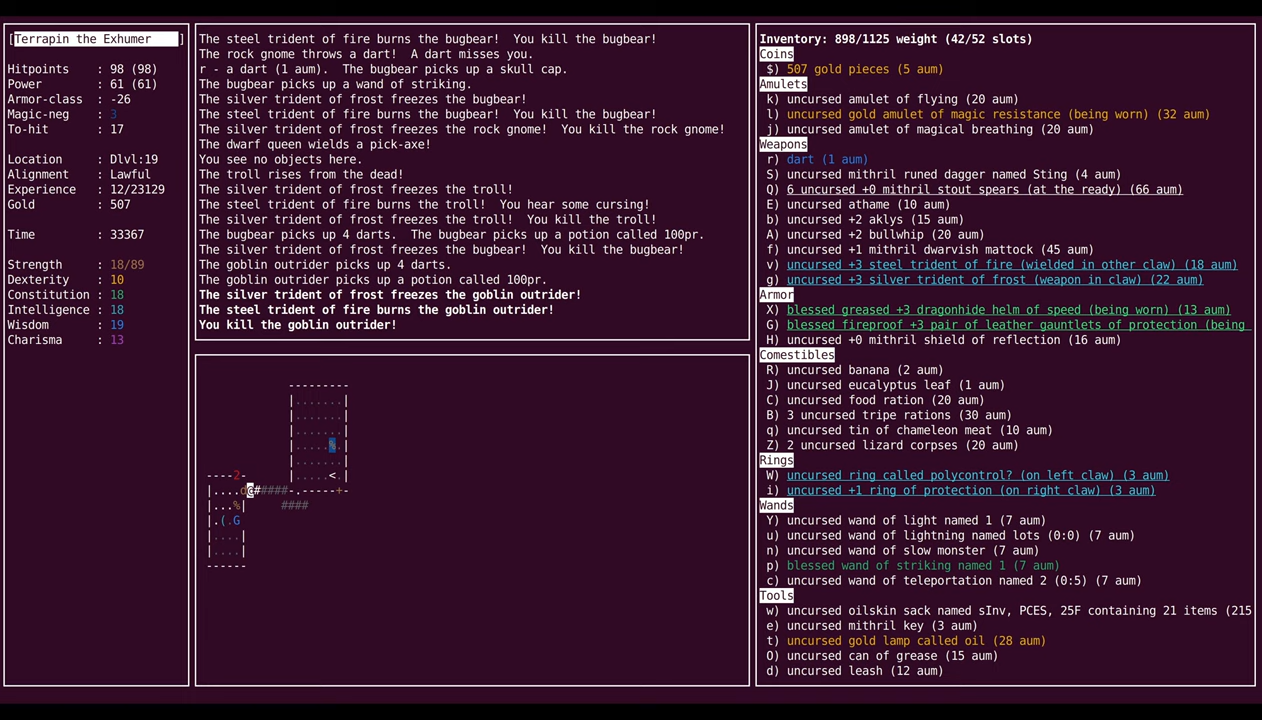 [Terrapin the Exhumer ]
Hitpoints : 98 (98)
Power : 61 (61)
Armor-class : -26
Magic-neg : 3
To-hit : 17
Location : Dlvl:19
Alignment : Lawful
Experience : 12/23129
Gold : 507
Time : 33367
Strength : 18/89
Dexterity : 10
Constitution : 18
Intelligence : 18
Wisdom : 19
Charisma : 13
The steel trident of fire burns the bugbear! You kill the bugbear!
The rock gnome throws a dart! A dart misses you.
r - a dart (1 aum). The bugbear picks up a skull cap.
The bugbear picks up a wand of striking.
The silver trident of frost freezes the bugbear!
The steel trident of fire burns the bugbear! You kill the bugbear!
The silver trident of frost freezes the rock gnome! You kill the rock gnome!
The dwarf queen wields a pick-axe!
You see no objects here.
The troll rises from the dead!
The silver trident of frost freezes the troll!
The steel trident of fire burns the troll! You hear some cursing!
The silver trident of frost freezes the troll! You kill the troll!
The bugbear picks up 4 darts. The bugbear picks up a potion called 100pr.
The silver trident of frost freezes the bugbear! You kill the bugbear!
The goblin outrider picks up 4 darts.
The goblin outrider picks up a potion called 100pr.
The silver trident of frost freezes the goblin outrider!
The steel trident of fire burns the goblin outrider!
You kill the goblin outrider!
---------
|.......|
|.......|
|.......|
|.....%.|
|.......|
----2- |.....<.|
|....o@#####-.-----+-
|...%| ####
|.(.G
|....|
|....|
------
Inventory: 898/1125 weight (42/52 slots)
Coins
$) 507 gold pieces (5 aum)
Amulets
k) uncursed amulet of flying (20 aum)
l) uncursed gold amulet of magic resistance (being worn) (32 aum)
j) uncursed amulet of magical breathing (20 aum)
Weapons
r) dart (1 aum)
S) uncursed mithril runed dagger named Sting (4 aum)
Q) 6 uncursed +0 mithril stout spears (at the ready) (66 aum)
E) uncursed athame (10 aum)
b) uncursed +2 aklys (15 aum)
A) uncursed +2 bullwhip (20 aum)
f) uncursed +1 mithril dwarvish mattock (45 aum)
v) uncursed +3 steel trident of fire (wielded in other claw) (18 aum)
g) uncursed +3 silver trident of frost (weapon in claw) (22 aum)
Armor
X) blessed greased +3 dragonhide helm of speed (being worn) (13 aum)
G) blessed fireproof +3 pair of leather gauntlets of protection (being
H) uncursed +0 mithril shield of reflection (16 aum)
Comestibles
R) uncursed banana (2 aum)
J) uncursed eucalyptus leaf (1 aum)
C) uncursed food ration (20 aum)
B) 3 uncursed tripe rations (30 aum)
q) uncursed tin of chameleon meat (10 aum)
Z) 2 uncursed lizard corpses (20 aum)
Rings
W) uncursed ring called polycontrol? (on left claw) (3 aum)
i) uncursed +1 ring of protection (on right claw) (3 aum)
Wands
Y) uncursed wand of light named 1 (7 aum)
u) uncursed wand of lightning named lots (0:0) (7 aum)
n) uncursed wand of slow monster (7 aum)
p) blessed wand of striking named 1 (7 aum)
c) uncursed wand of teleportation named 2 (0:5) (7 aum)
Tools
w) uncursed oilskin sack named sInv, PCES, 25F containing 21 items (215
e) uncursed mithril key (3 aum)
t) uncursed gold lamp called oil (28 aum)
O) uncursed can of grease (15 aum)
d) uncursed leash (12 aum)